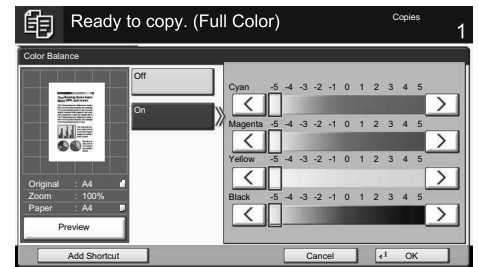 Ready to copy. (Full Color)
Copies
1
Color Balance
Off
On
Cyan -5 -4 -3 -2 -1 0 1 2 3 4 5
Magenta -5 -4 -3 -2 -1 0 1 2 3 4 5
Yellow -5 -4 -3 -2 -1 0 1 2 3 4 5
Black -5 -4 -3 -2 -1 0 1 2 3 4 5
Original : A4
Zoom : 100%
Paper : A4
Preview
Add Shortcut
Cancel
OK